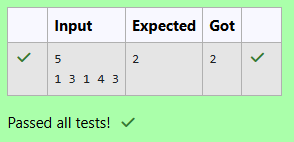 Input Expected Got
5 2 2
1 3 1 4 3
Passed all tests!